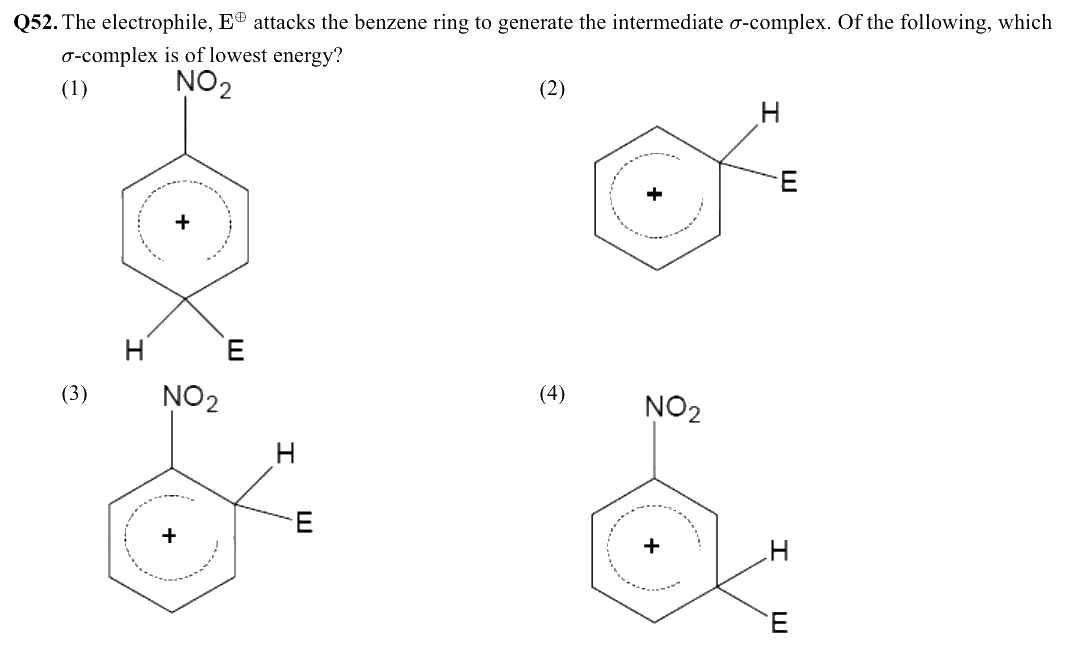 Q52. The electrophile, E⊕ attacks the benzene ring to generate the intermediate σ-complex. Of the following, which
σ-complex is of lowest energy?
(1)
NO2
+
H E
(2)
H
+
E
(3)
NO2
H
+
E
(4)
NO2
+
H
E